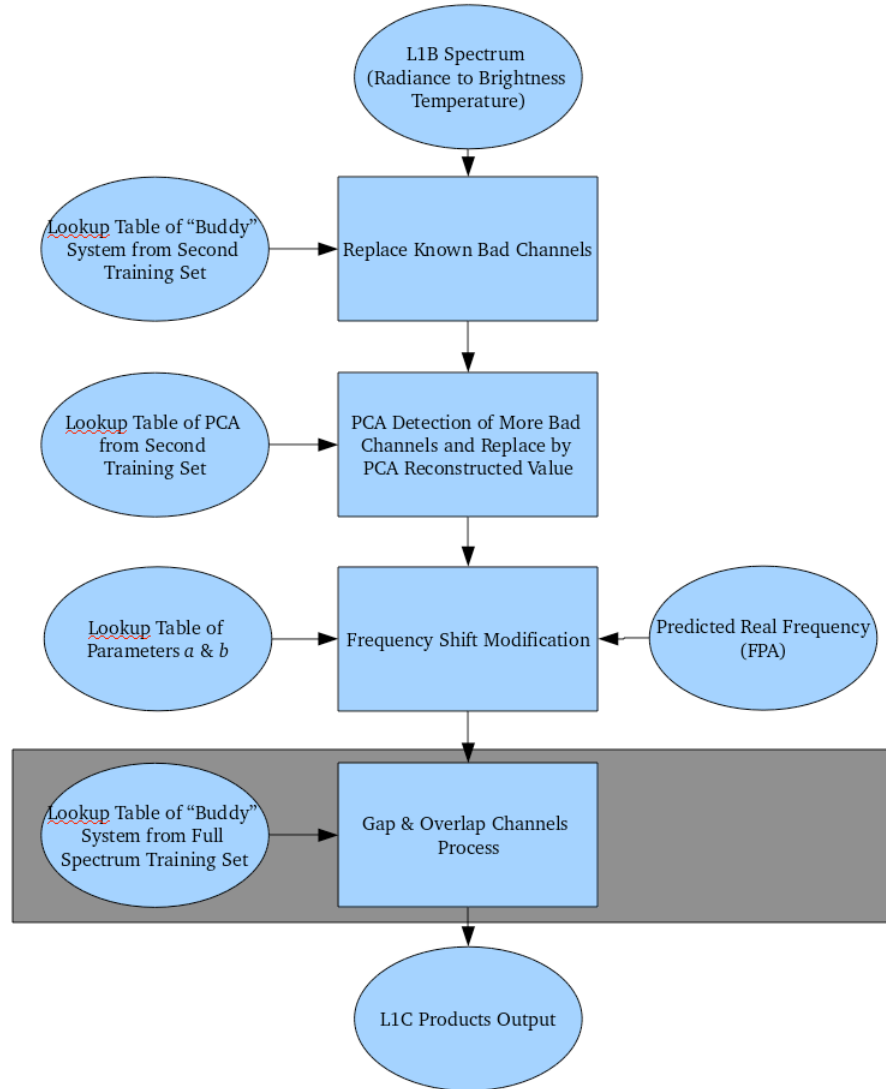 L1B Spectrum
(Radiance to Brightness
Temperature)
Lookup Table of “Buddy”
System from Second
Training Set
Replace Known Bad Channels
Lookup Table of PCA
from Second
Training Set
PCA Detection of More Bad
Channels and Replace by
PCA Reconstructed Value
Lookup Table of
Parameters a & b
Frequency Shift Modification
Predicted Real Frequency
(FPA)
Lookup Table of “Buddy”
System from Full
Spectrum Training Set
Gap & Overlap Channels
Process
L1C Products Output